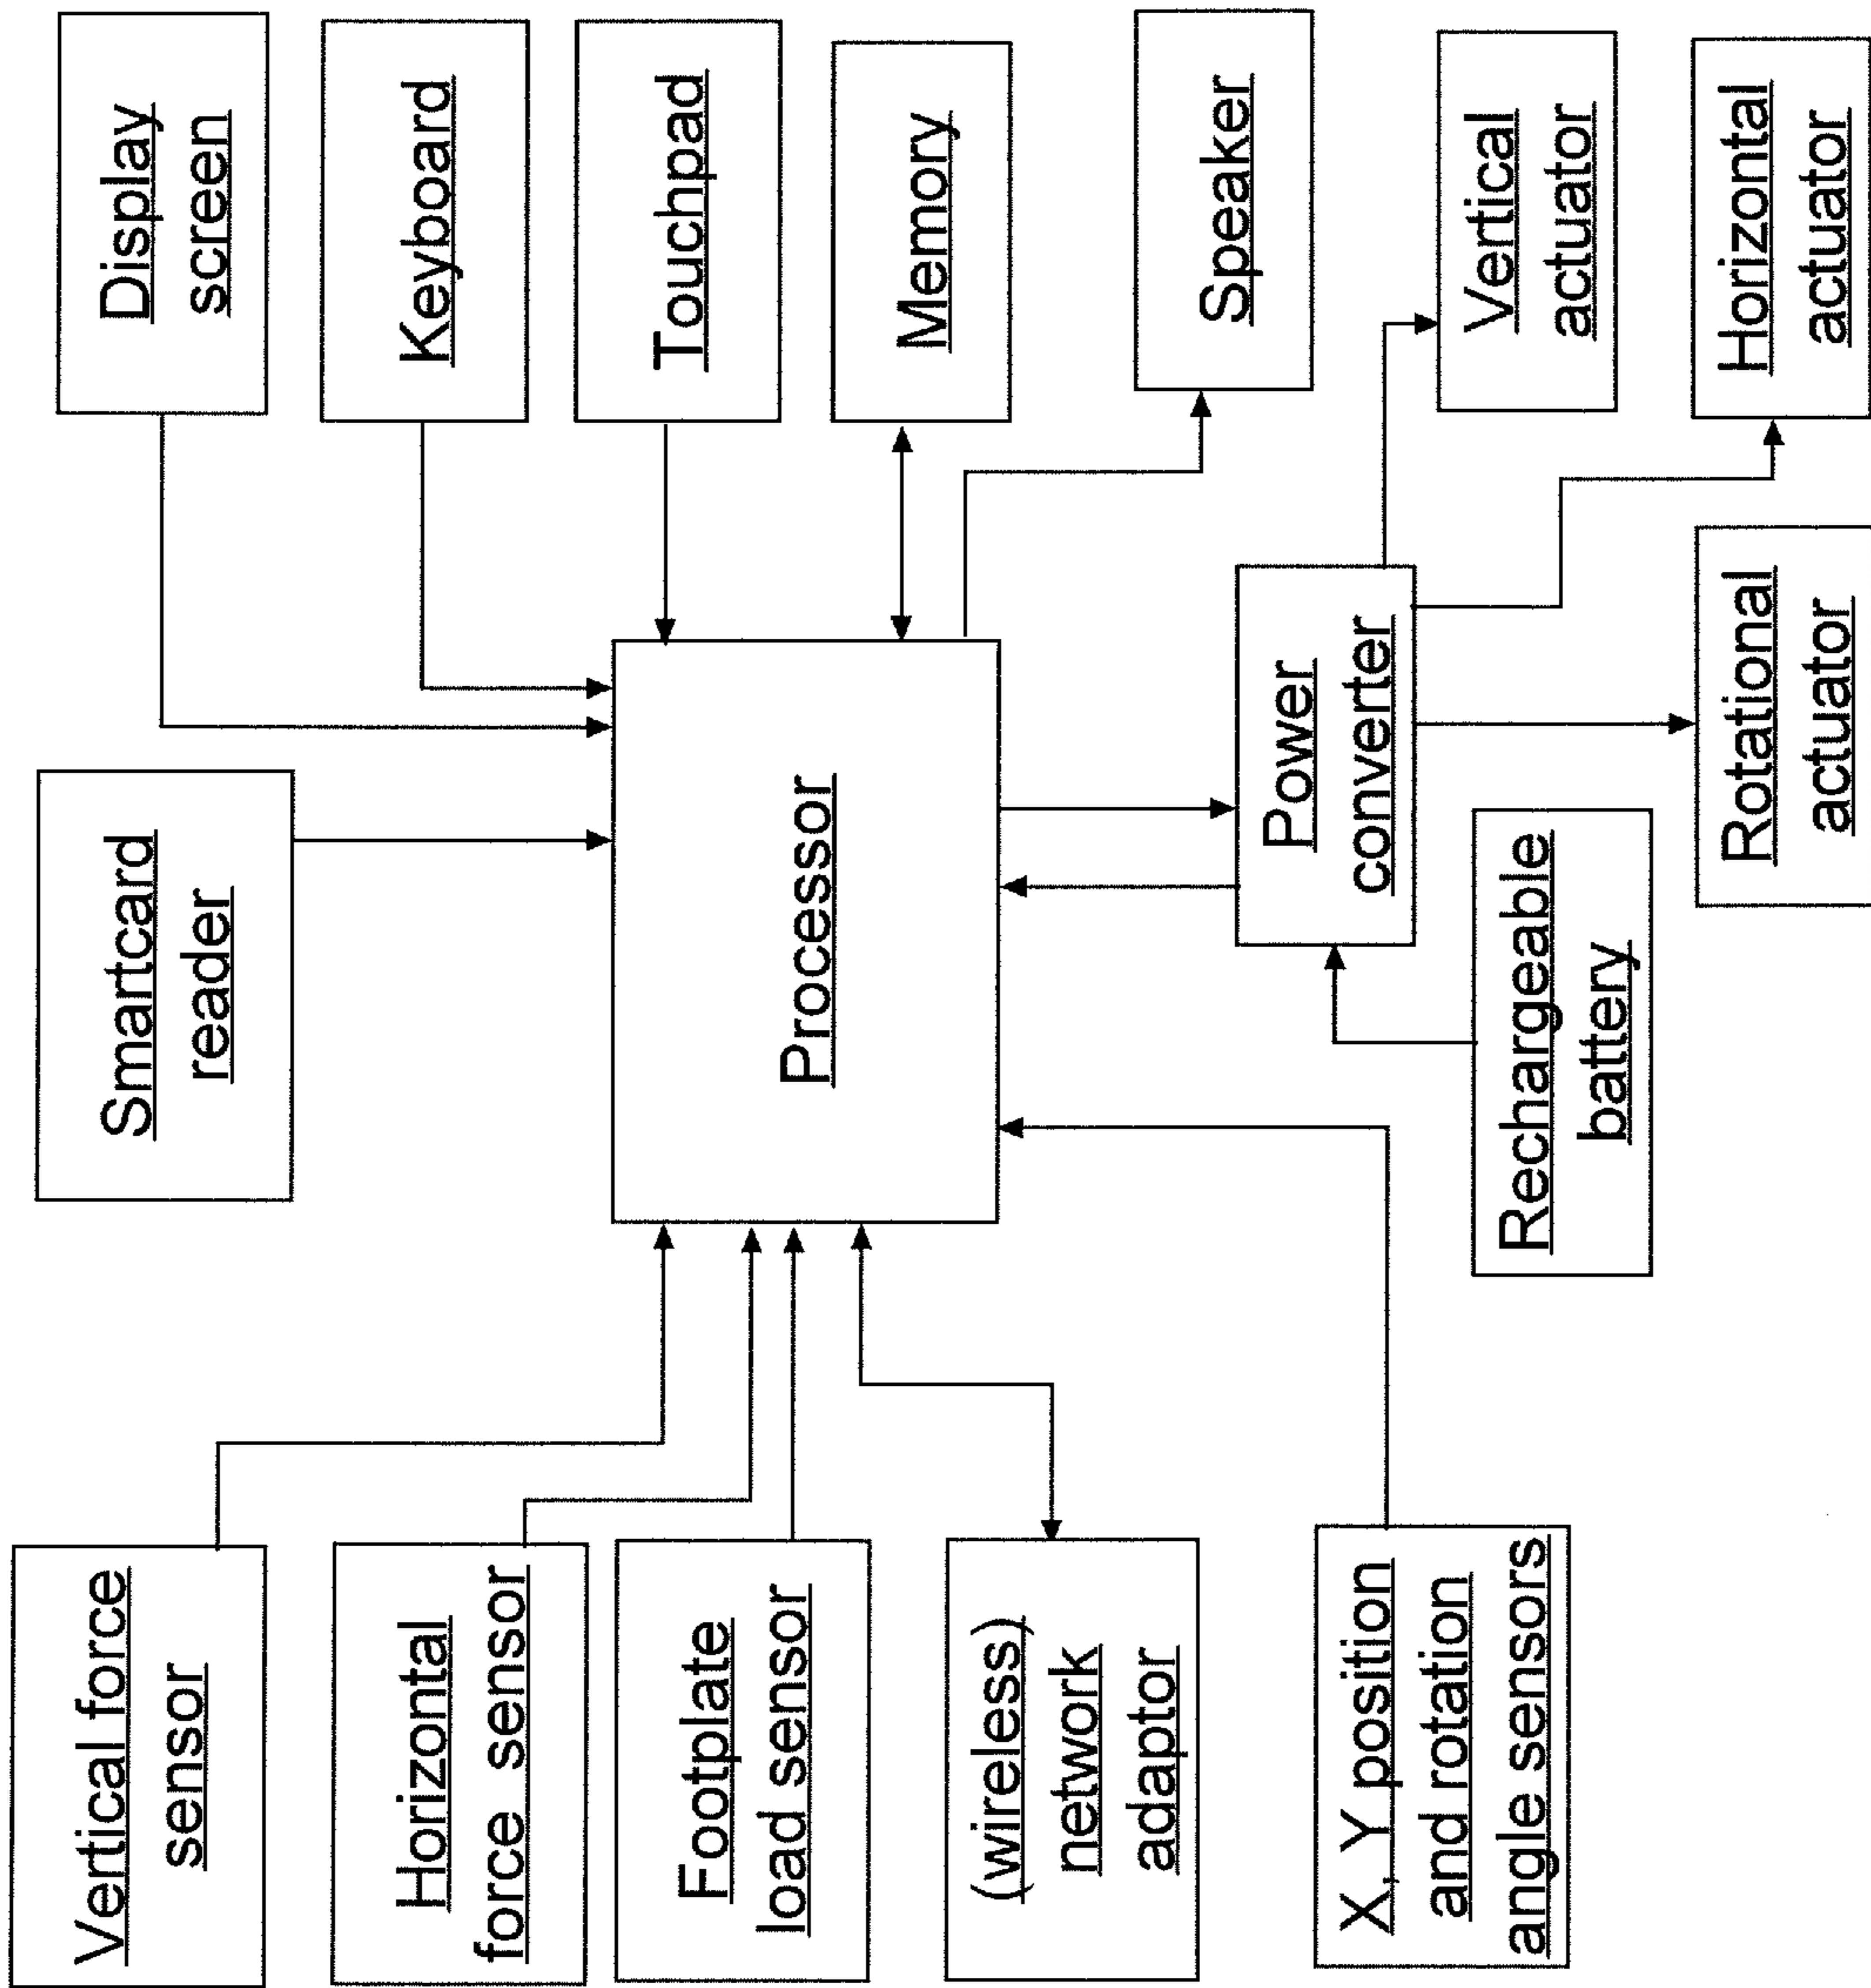 Vertical force
sensor
Smartcard
reader
Display
screen
Horizontal
force sensor
Keyboard
Footplate
load sensor
Processor
Touchpad
(wireless)
network
adaptor
Memory
X, Y position
and rotation
angle sensors
Power
converter
Speaker
Rechargeable
battery
Vertical
actuator
Rotational
actuator
Horizontal
actuator